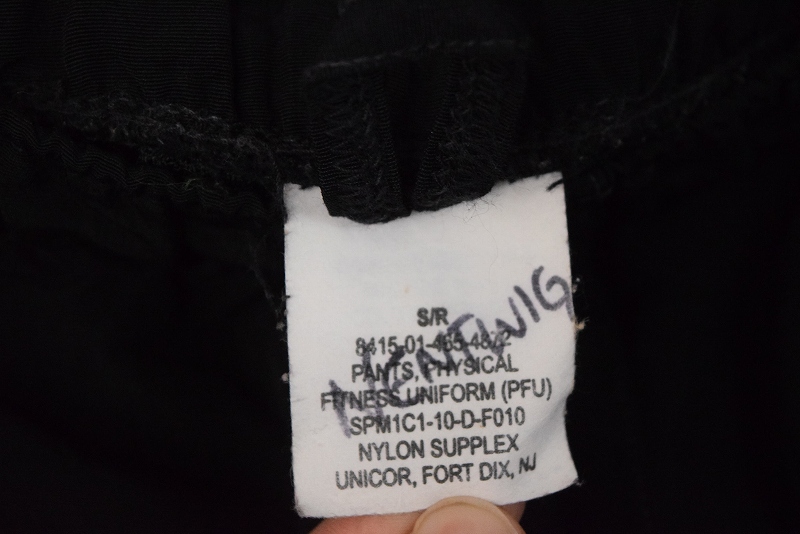 S/R
8415-01-465-4872
PANTS, PHYSICAL
FITNESS UNIFORM (PFU)
SPM1C1-10-D-F010
NYLON SUPPLEX
UNICOR, FORT DIX, NJ